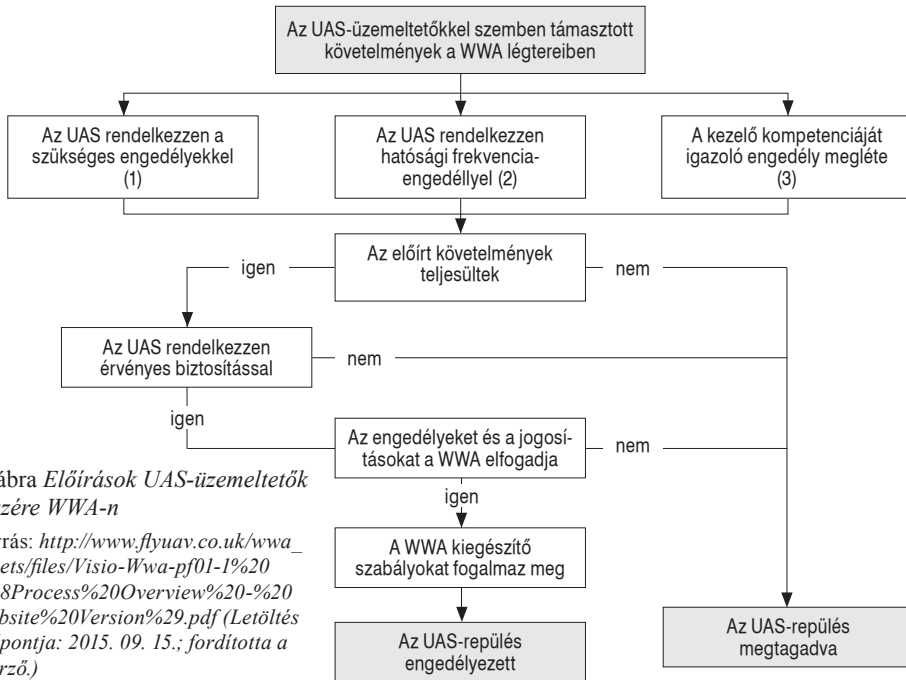 Az UAS-üzemeltetőkkel szemben támasztott
követelmények a WWA légtereiben
Az UAS rendelkezzen a
szükséges engedélyekkel
(1)
Az UAS rendelkezzen
hatósági frekvencia-
engedéllyel (2)
A kezelő kompetenciáját
igazoló engedély megléte
(3)
Az előírt követelmények
teljesültek
igen
nem
Az UAS rendelkezzen
érvényes biztosítással
nem
igen
Az engedélyeket és a jogosí-
tásokat a WWA elfogadja
nem
igen
A WWA kiegészítő
szabályokat fogalmaz meg
Az UAS-repülés
engedélyezett
Az UAS-repülés
megtagadva
ábra Előírások UAS-üzemeltetők
zére WWA-n
rás: http://www.flyuav.co.uk/wwa_
ets/files/Visio-Wwa-pf01-1%20
8Process%20Overview%20-%20
bsite%20Version%29.pdf (Letöltés
pontja: 2015. 09. 15.; fordította a
rző.)